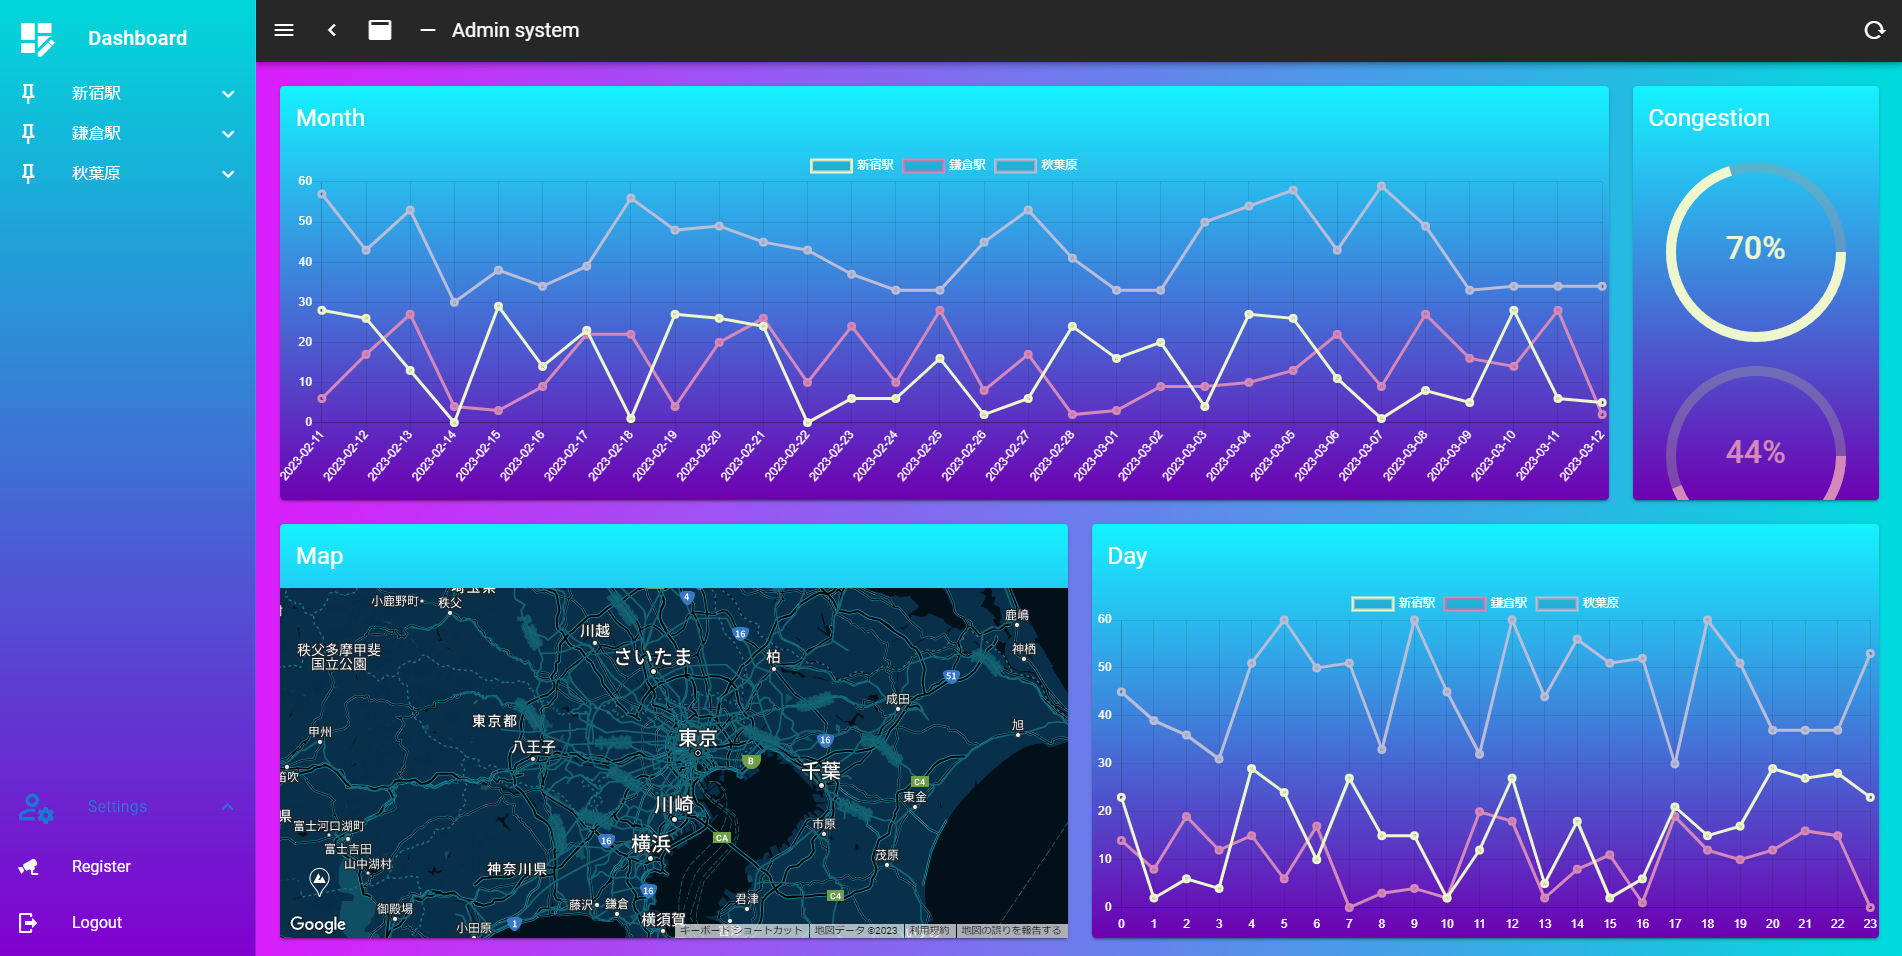 Dashboard
新宿駅
鎌倉駅
秋葉原
Settings
Register
Logout
Admin system
Month
新宿駅 鎌倉駅 秋葉原
60
50
40
30
20
10
0
2023-02-11 2023-02-12 2023-02-13 2023-02-14 2023-02-15 2023-02-16 2023-02-17 2023-02-18 2023-02-19 2023-02-20 2023-02-21 2023-02-22 2023-02-23 2023-02-24 2023-02-25 2023-02-26 2023-02-27 2023-02-28 2023-03-01 2023-03-02 2023-03-03 2023-03-04 2023-03-05 2023-03-06 2023-03-07 2023-03-08 2023-03-09 2023-03-10 2023-03-11 2023-03-12
Congestion
70%
44%
Map
小鹿野町
秩父
4
鹿嶋
川越
16
神栖
秩父多摩甲斐
国立公園
さいたま
柏
51
成田
東京都
旭
甲州
八王子
東京
16
B
千葉
笛吹
C4
川崎
東金
富士河口湖町
市原
16
横浜
CA
富士吉田
茂原
山中湖村
神奈川県
16
C4
君津
御殿場
藤沢
鎌倉
横須賀
小田原
1
Google
キーボード ショートカット
地図データ ©2023
利用規約
地図の誤りを報告する
Day
新宿駅 鎌倉駅 秋葉原
60
50
40
30
20
10
0
0 1 2 3 4 5 6 7 8 9 10 11 12 13 14 15 16 17 18 19 20 21 22 23